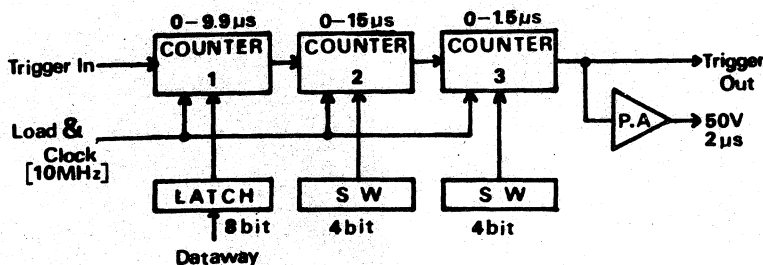 0-9.9µs 0-15µs 0-1.5µs
COUNTER COUNTER COUNTER
Trigger In 1 2 3 Trigger
Out
Load &
Clock
[10MHz]
P.A 50V
2µs
LATCH SW SW
8bit 4bit 4bit
Dataway